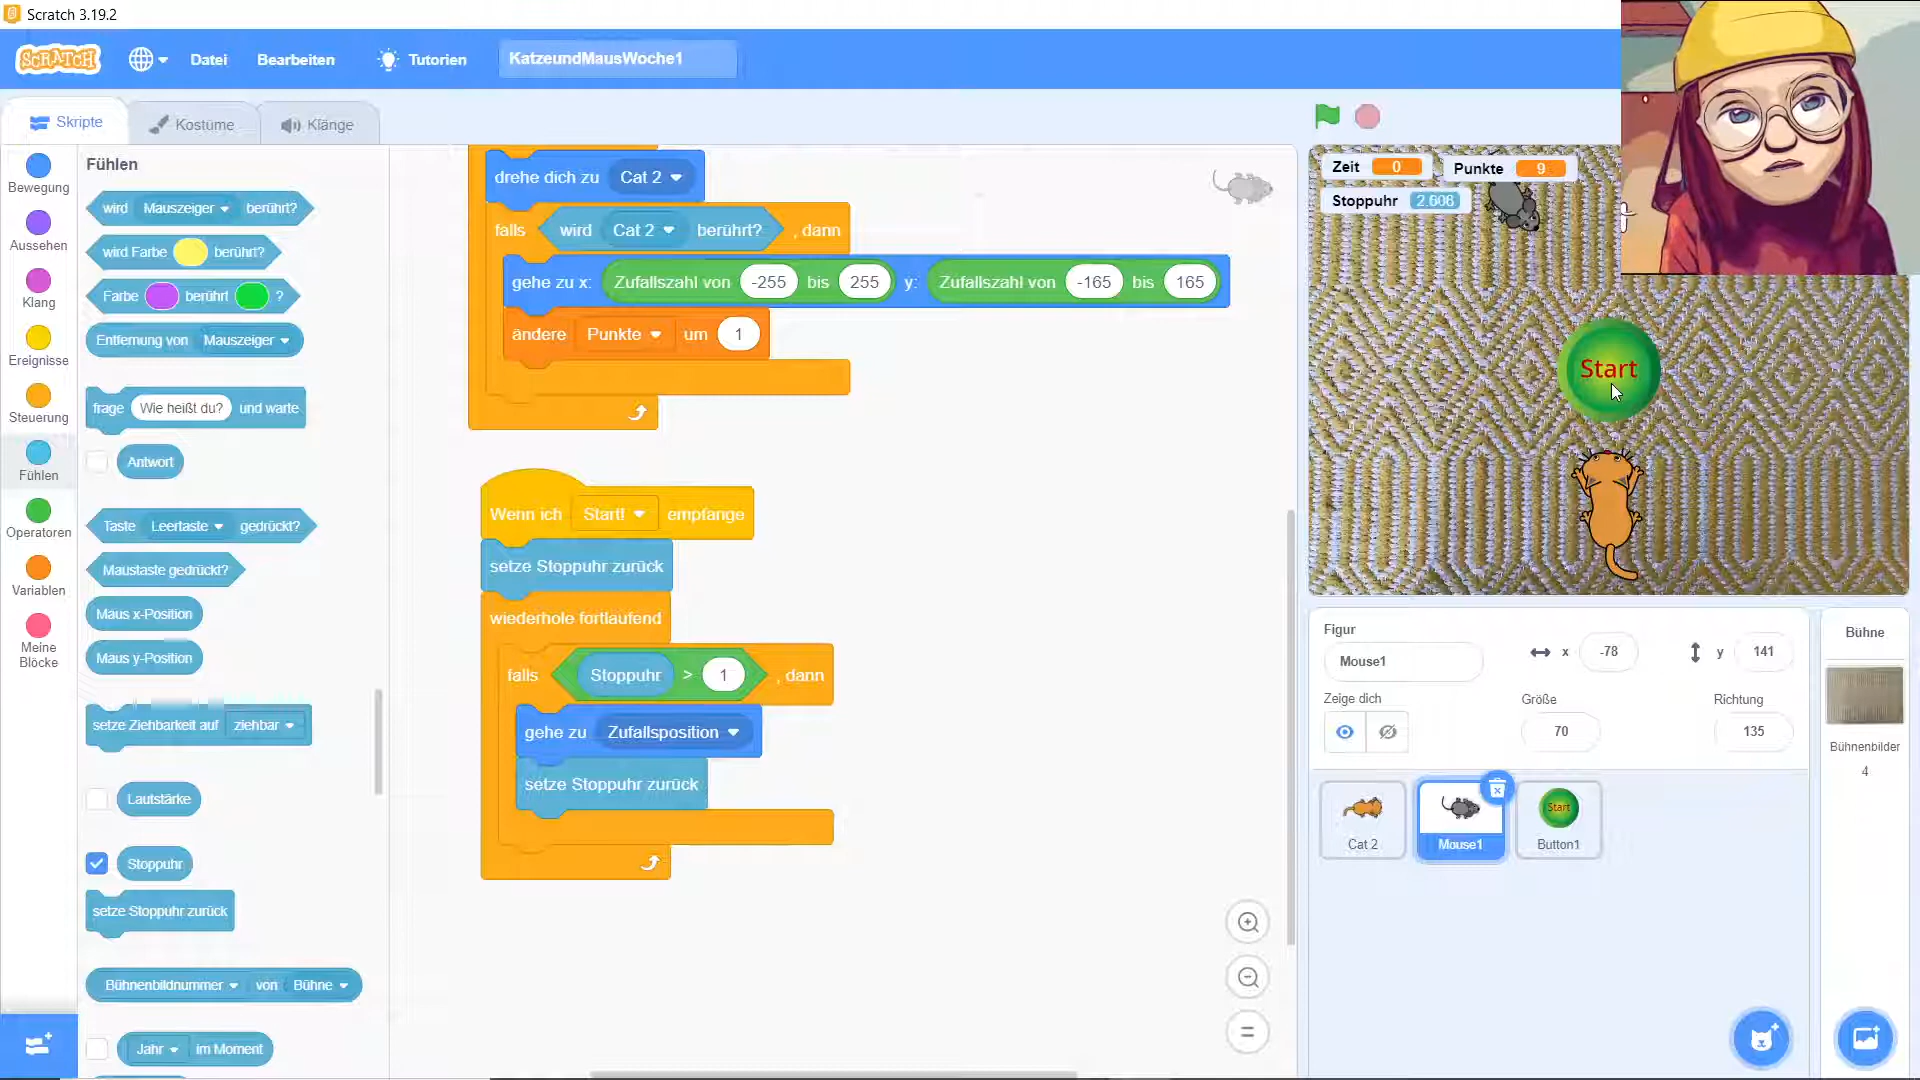 Scratch 3.19.2
SCRATCH
Datei
Bearbeiten
Tutorien
KatzeundMausWoche1
Skripte
Kostüme
Klänge
Bewegung
Aussehen
Klang
Ereignisse
Steuerung
Fühlen
Operatoren
Variablen
Meine
Blöcke
Fühlen
wird Mauszeiger berührt?
wird Farbe berührt?
Farbe berührt ?
Entfernung von Mauszeiger
frage Wie heißt du? und warte
Antwort
Taste Leertaste gedrückt?
Maustaste gedrückt?
Maus x-Position
Maus y-Position
setze Ziehbarkeit auf ziehbar
Lautstärke
Stoppuhr
setze Stoppuhr zurück
Bühnenbildnummer von Bühne
Jahr im Moment
drehe dich zu Cat 2
falls wird Cat 2 berührt? , dann
gehe zu x: Zufallszahl von -255 bis 255 y: Zufallszahl von -165 bis 165
ändere Punkte um 1
Wenn ich Start! empfange
setze Stoppuhr zurück
wiederhole fortlaufend
falls Stoppuhr > 1 , dann
gehe zu Zufallsposition
setze Stoppuhr zurück
Zeit 0 Punkte 9
Stoppuhr 2.606
Start
Figur
Mouse1
x -78 y 141
Zeige dich
Größe
70
Richtung
135
Cat 2
Mouse1
Start
Button1
Bühne
Bühnenbilder
4